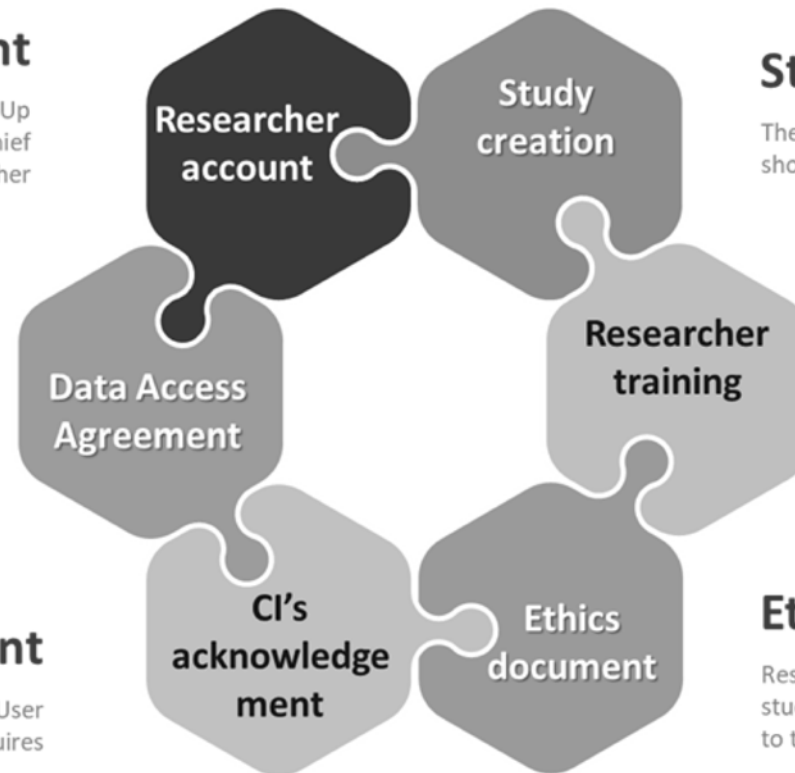 nt
Up
hief
her
Researcher
account
Study
creation
St
The
sho
Researcher
training
Data Access
Agreement
CI's
acknowledge
ment
Ethics
document
nt
User
uires
Et
Res
stu
to t